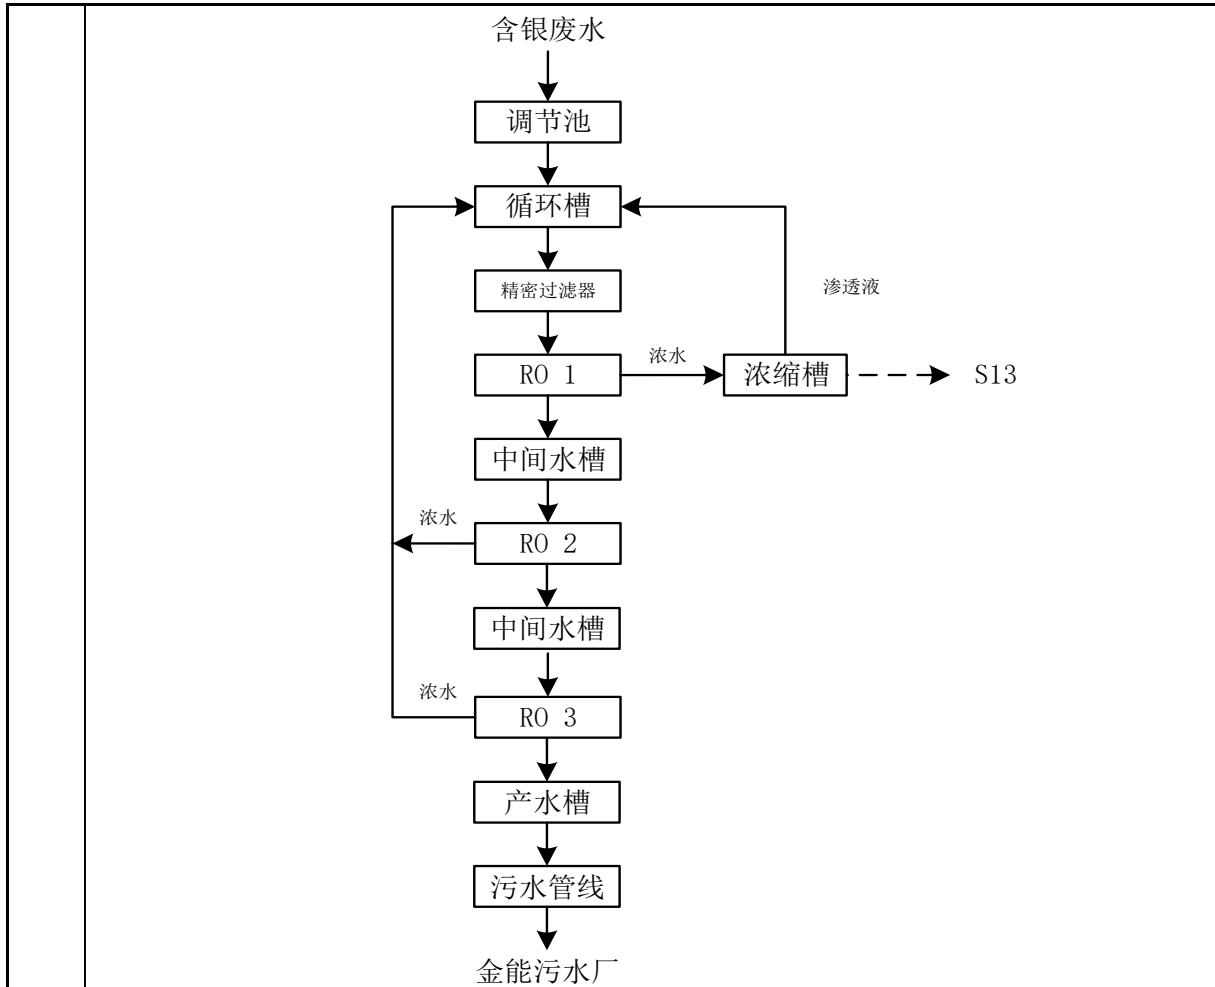 含银废水
调节池
循环槽
精密过滤器
渗透液
RO 1
浓水
浓缩槽
S13
中间水槽
浓水
RO 2
中间水槽
浓水
RO 3
产水槽
污水管线
金能污水厂